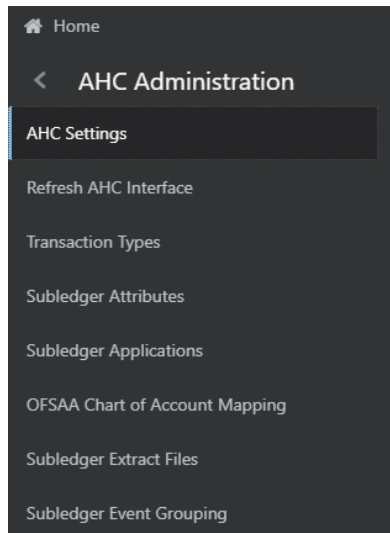 Home
AHC Administration
AHC Settings
Refresh AHC Interface
Transaction Types
Subledger Attributes
Subledger Applications
OFSAA Chart of Account Mapping
Subledger Extract Files
Subledger Event Grouping